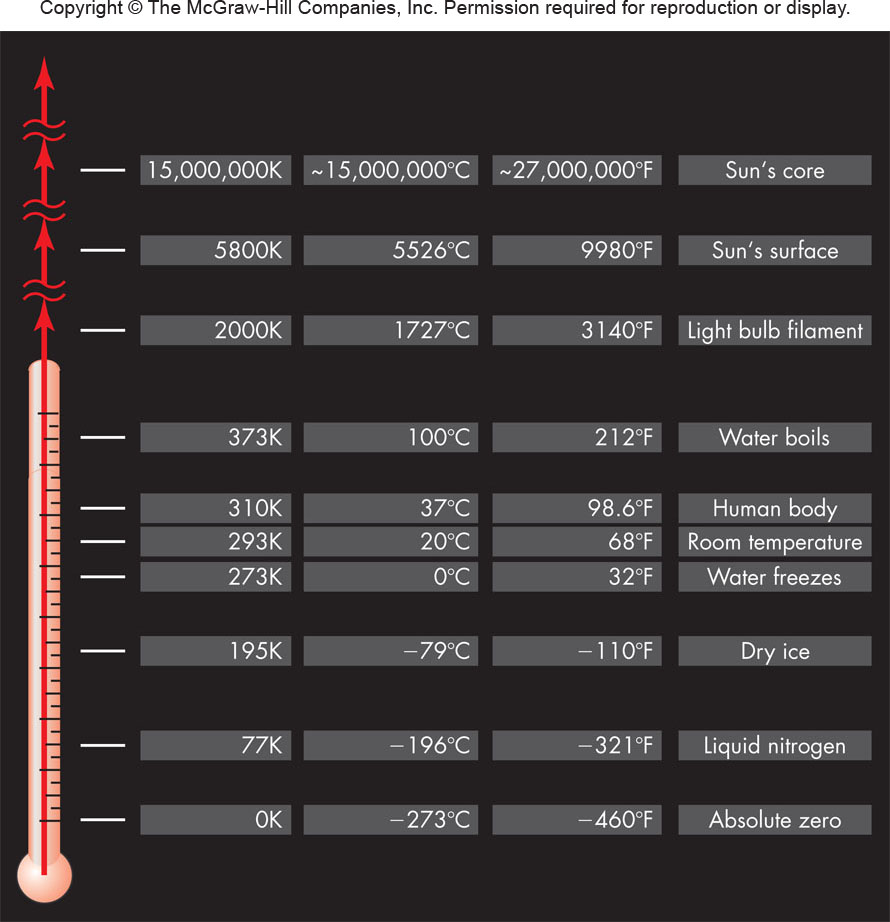 Copyright © The McGraw-Hill Companies, Inc. Permission required for reproduction or display.
15,000,000K ~15,000,000°C ~27,000,000°F Sun's core
5800K 5526°C 9980°F Sun's surface
2000K 1727°C 3140°F Light bulb filament
373K 100°C 212°F Water boils
310K 37°C 98.6°F Human body
293K 20°C 68°F Room temperature
273K 0°C 32°F Water freezes
195K −79°C −110°F Dry ice
77K −196°C −321°F Liquid nitrogen
0K −273°C −460°F Absolute zero